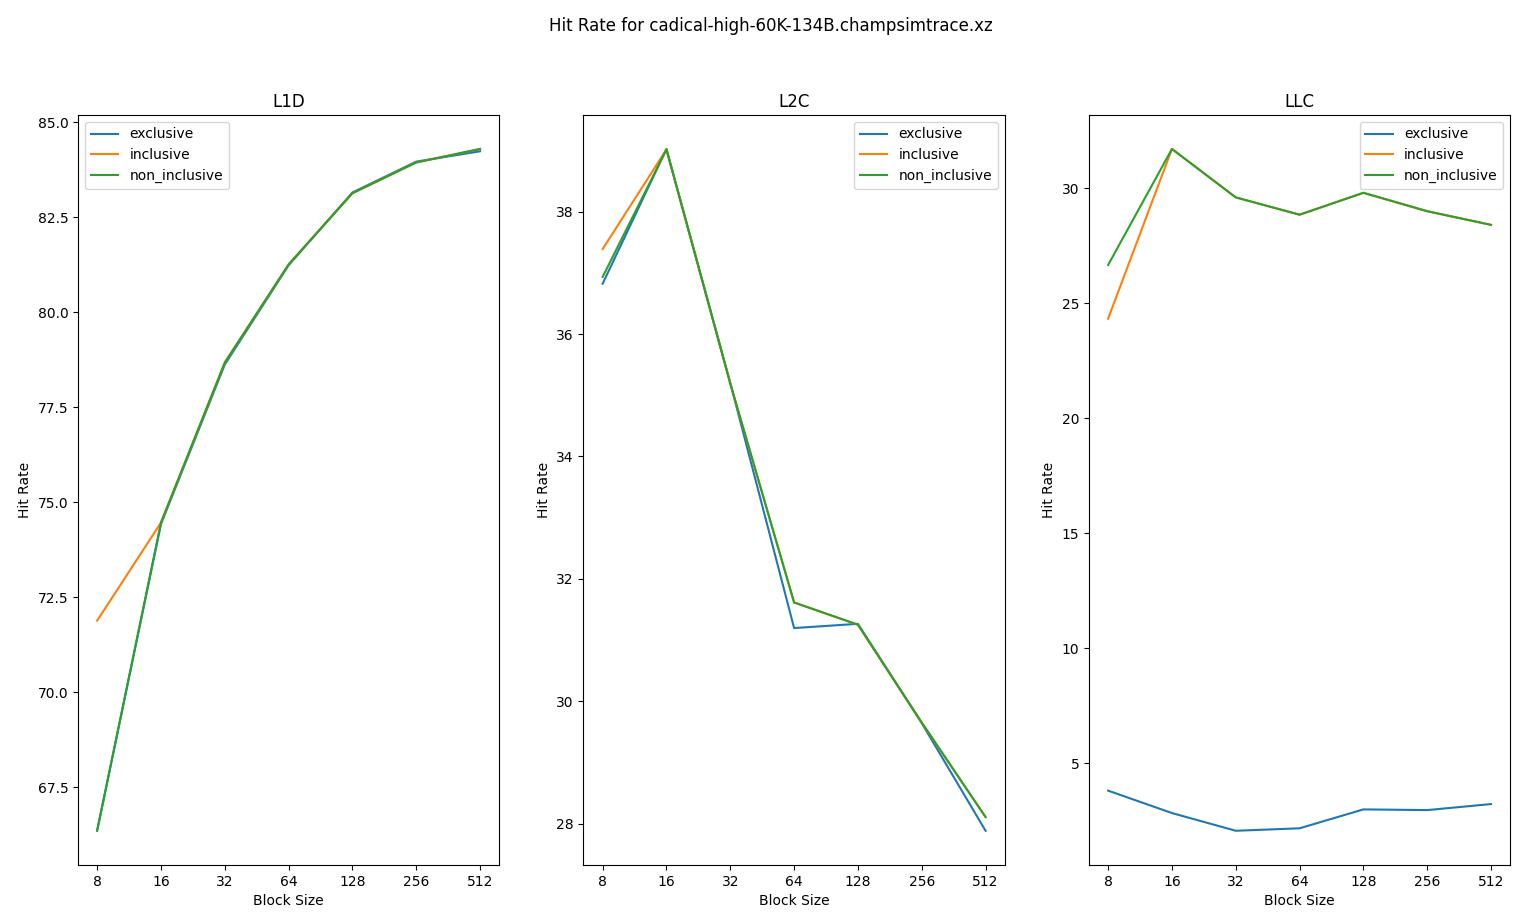 Hit Rate for cadical-high-60K-134B.champsimtrace.xz
L1D
exclusive
inclusive
non_inclusive
85.0
82.5
80.0
77.5
75.0
72.5
70.0
67.5
Hit Rate
8 16 32 64 128 256 512
Block Size
L2C
exclusive
inclusive
non_inclusive
38
36
34
32
30
28
Hit Rate
8 16 32 64 128 256 512
Block Size
LLC
exclusive
inclusive
non_inclusive
30
25
20
15
10
5
Hit Rate
8 16 32 64 128 256 512
Block Size